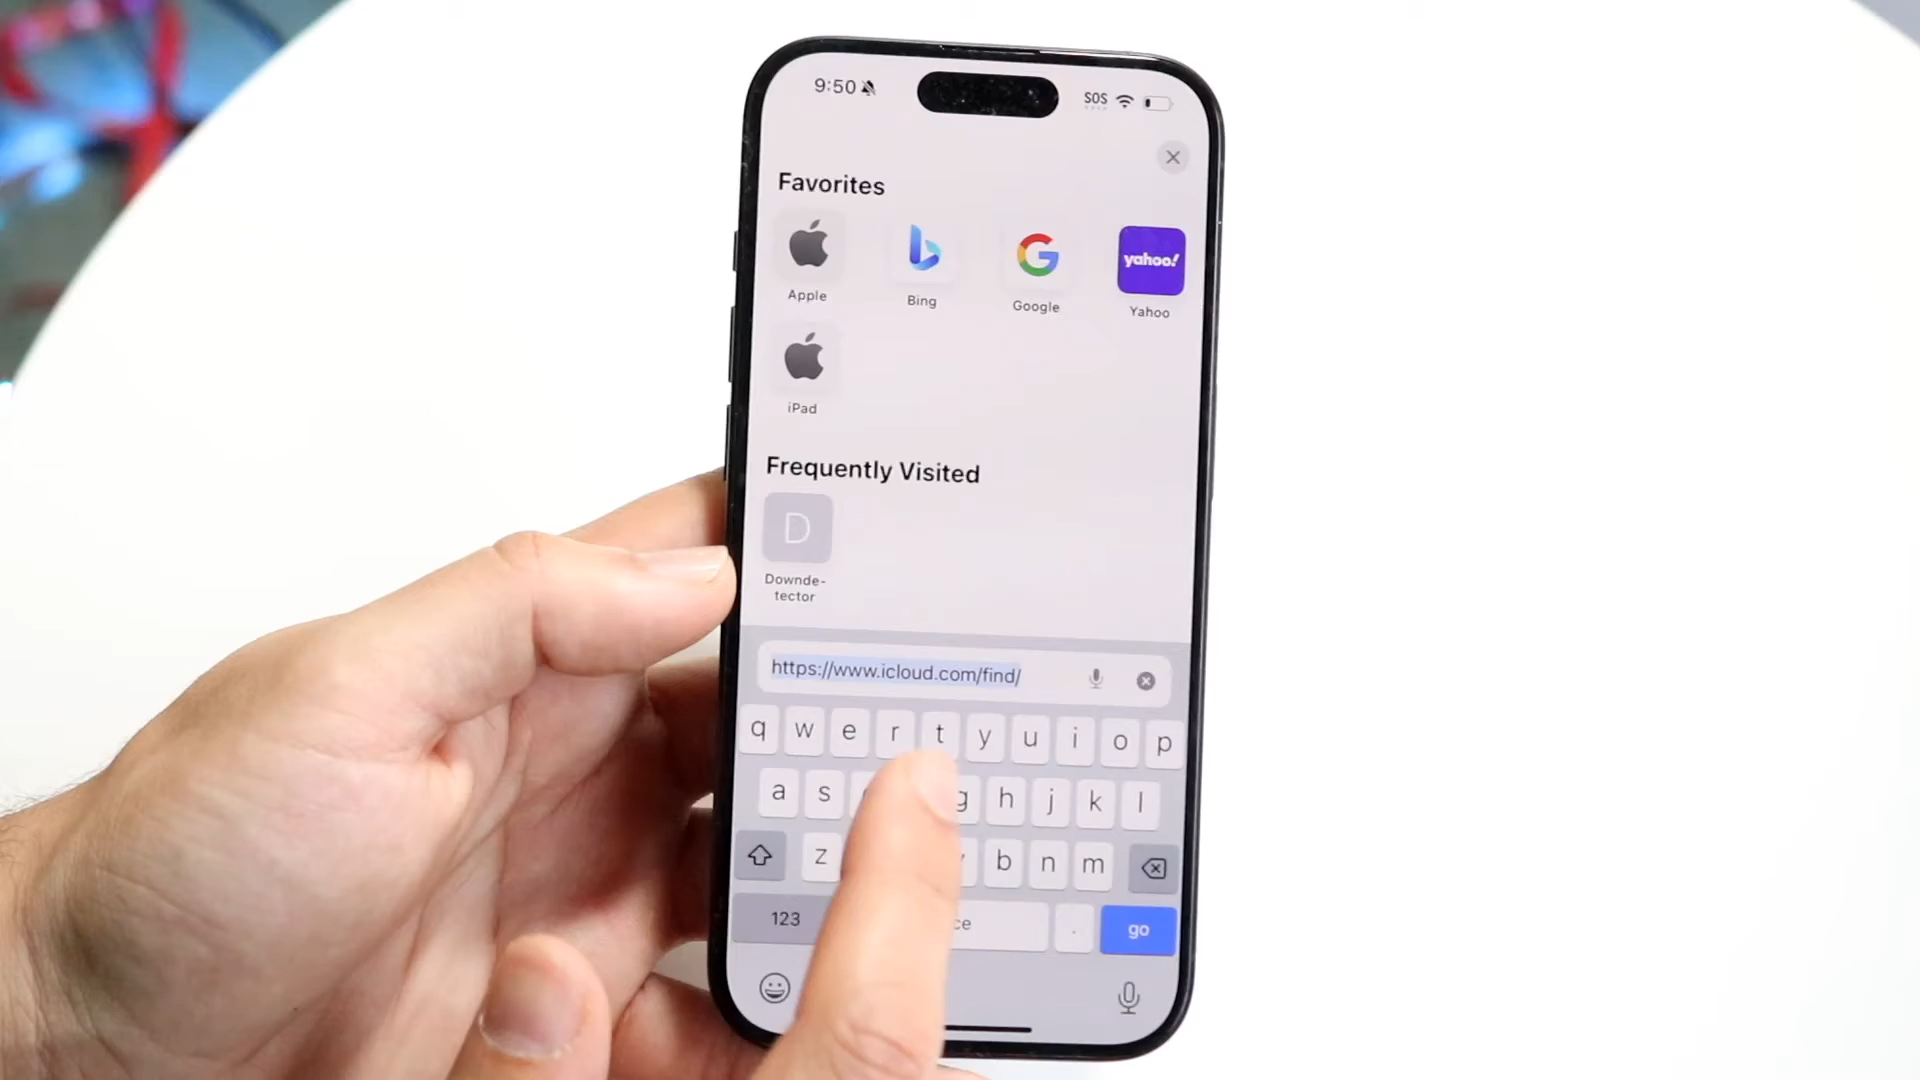 9:50
SOS
Favorites
yahoo!
Apple
Bing
Google
Yahoo
iPad
Frequently Visited
D
Downde-
tector
https://www.icloud.com/find/
q w e r t y u i o p
a s g h j k l
z b n m
123
.
go